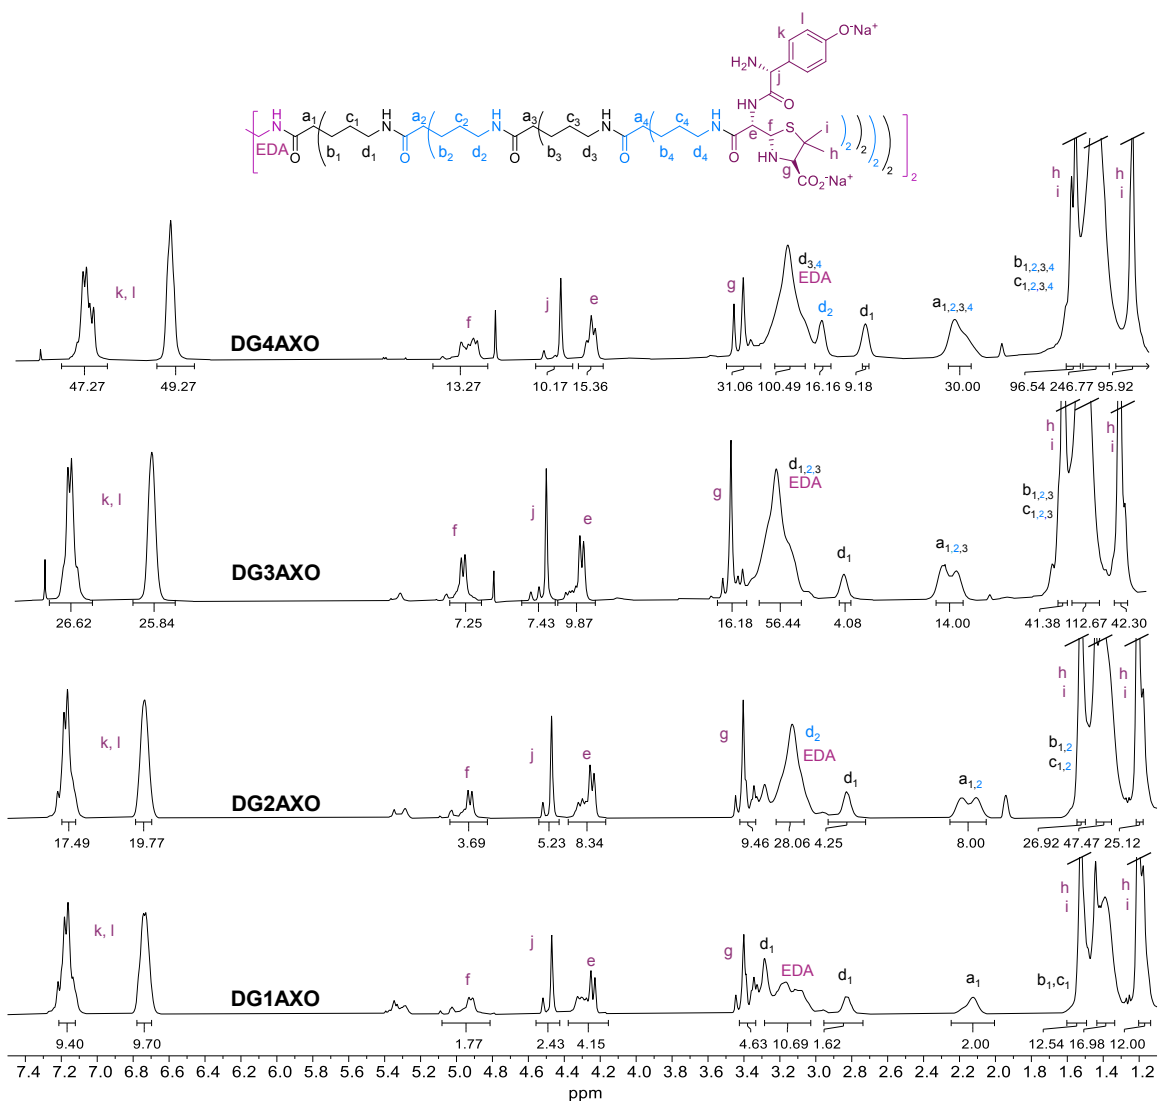 l
k
O⁻Na⁺
H₂N
j
O
NH
a₁ c₁ H N a₂ c₂ H N a₃ c₃ H N a₄ c₄ H N
H N
EDA
O b₁ d₁ O b₂ d₂ O b₃ d₃ O b₄ d₄ O
e f S i
HN h
g
CO₂⁻Na⁺
2 2 2 2
2
k, l
f
j
e
g
d₃,₄
EDA
d₂
d₁
a₁,₂,₃,₄
b₁,₂,₃,₄
c₁,₂,₃,₄
h
i
h
i
DG4AXO
47.27 49.27 13.27 10.17 15.36 31.06 100.49 16.16 9.18 30.00 96.54 246.77 95.92
k, l
f
j
e
g
d₁,₂,₃
EDA
d₁
a₁,₂,₃
b₁,₂,₃
c₁,₂,₃
h
i
h
i
DG3AXO
26.62 25.84 7.25 7.43 9.87 16.18 56.44 4.08 14.00 41.38 112.67 42.30
k, l
f
j
e
g
d₂
EDA
d₁
a₁,₂
b₁,₂
c₁,₂
h
i
h
i
DG2AXO
17.49 19.77 3.69 5.23 8.34 9.46 28.06 4.25 8.00 26.92 47.47 25.12
k, l
f
j
e
g
d₁
EDA
d₁
a₁
b₁,c₁
h
i
h
i
DG1AXO
9.40 9.70 1.77 2.43 4.15 4.63 10.69 1.62 2.00 12.54 16.98 12.00
7.4 7.2 7.0 6.8 6.6 6.4 6.2 6.0 5.8 5.6 5.4 5.2 5.0 4.8 4.6 4.4 4.2 4.0 3.8 3.6 3.4 3.2 3.0 2.8 2.6 2.4 2.2 2.0 1.8 1.6 1.4 1.2
ppm